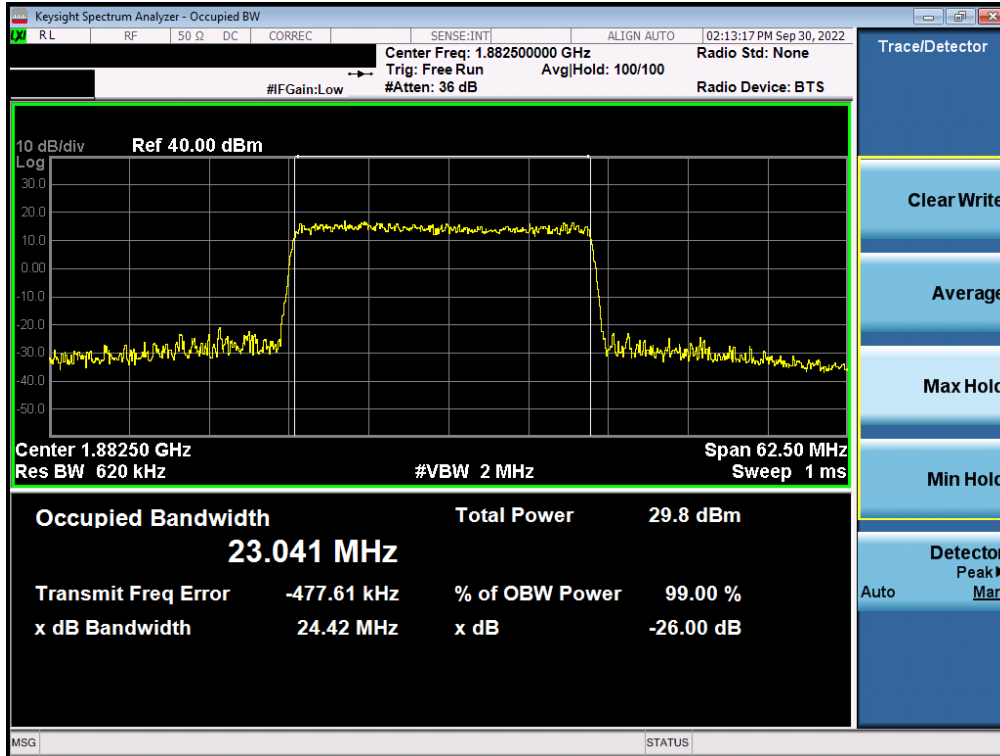 Keysight Spectrum Analyzer - Occupied BW
LXI RL RF 50 Ω DC CORREC SENSE:INT ALIGN AUTO 02:13:17 PM Sep 30, 2022
Center Freq: 1.882500000 GHz Radio Std: None
Trig: Free Run Avg|Hold: 100/100
#IFGain:Low #Atten: 36 dB Radio Device: BTS
Trace/Detector
10 dB/div Ref 40.00 dBm
Log
30.0
20.0
10.0
0.00
-10.0
-20.0
-30.0
-40.0
-50.0
Center 1.88250 GHz Span 62.50 MHz
Res BW 620 kHz #VBW 2 MHz Sweep 1 ms
Occupied Bandwidth Total Power 29.8 dBm
23.041 MHz
Transmit Freq Error -477.61 kHz % of OBW Power 99.00 %
x dB Bandwidth 24.42 MHz x dB -26.00 dB
Clear Write
Average
Max Hold
Min Hold
Detector
Peak
Auto Man
MSG STATUS